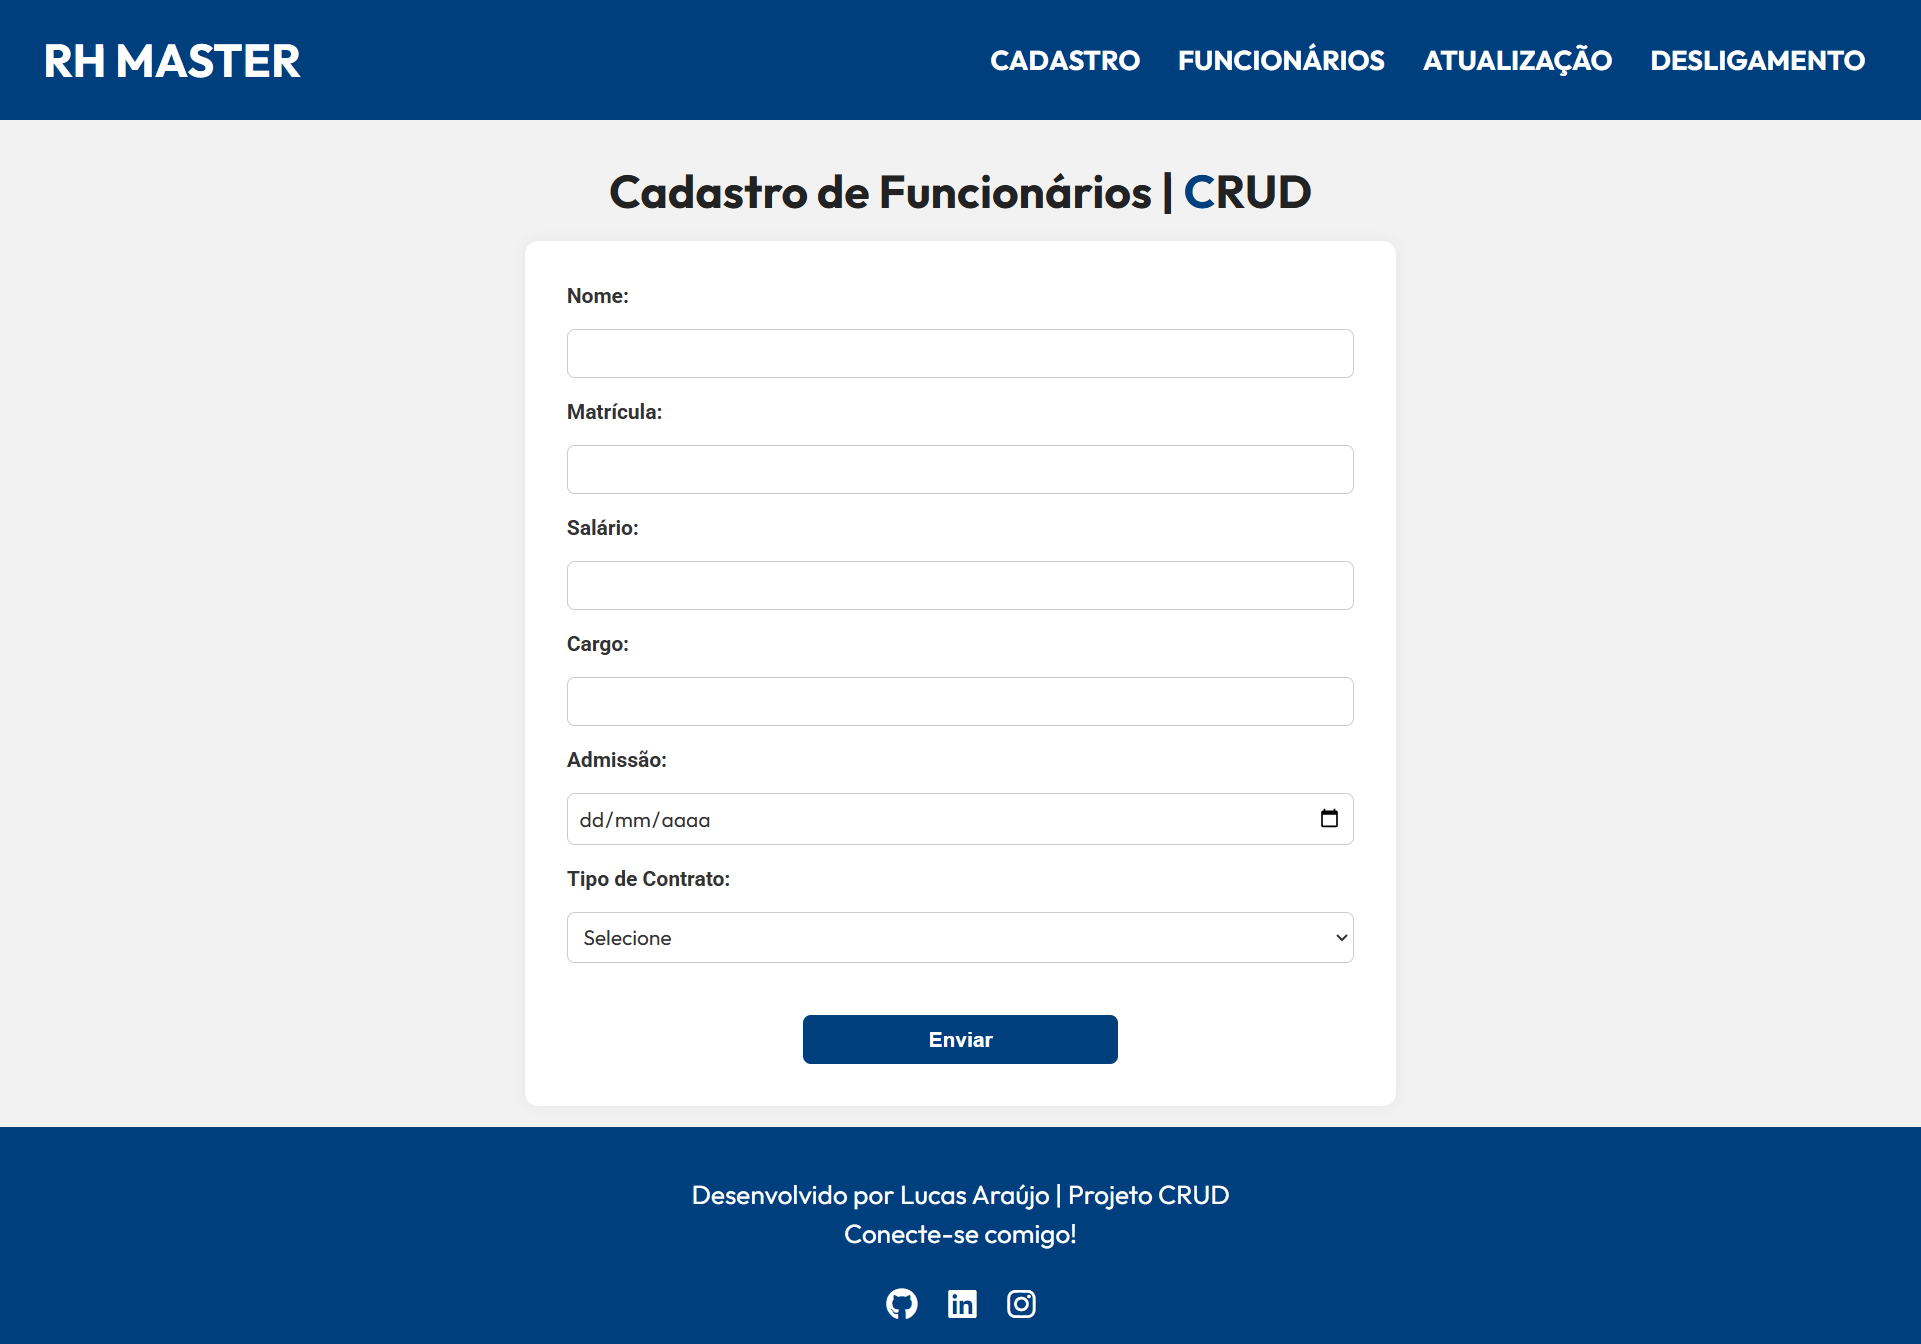 RH MASTER
CADASTRO FUNCIONÁRIOS ATUALIZAÇÃO DESLIGAMENTO
Cadastro de Funcionários | CRUD
Nome:
Matrícula:
Salário:
Cargo:
Admissão:
dd/mm/aaaa
Tipo de Contrato:
Selecione
Enviar
Desenvolvido por Lucas Araújo | Projeto CRUD
Conecte-se comigo!
in